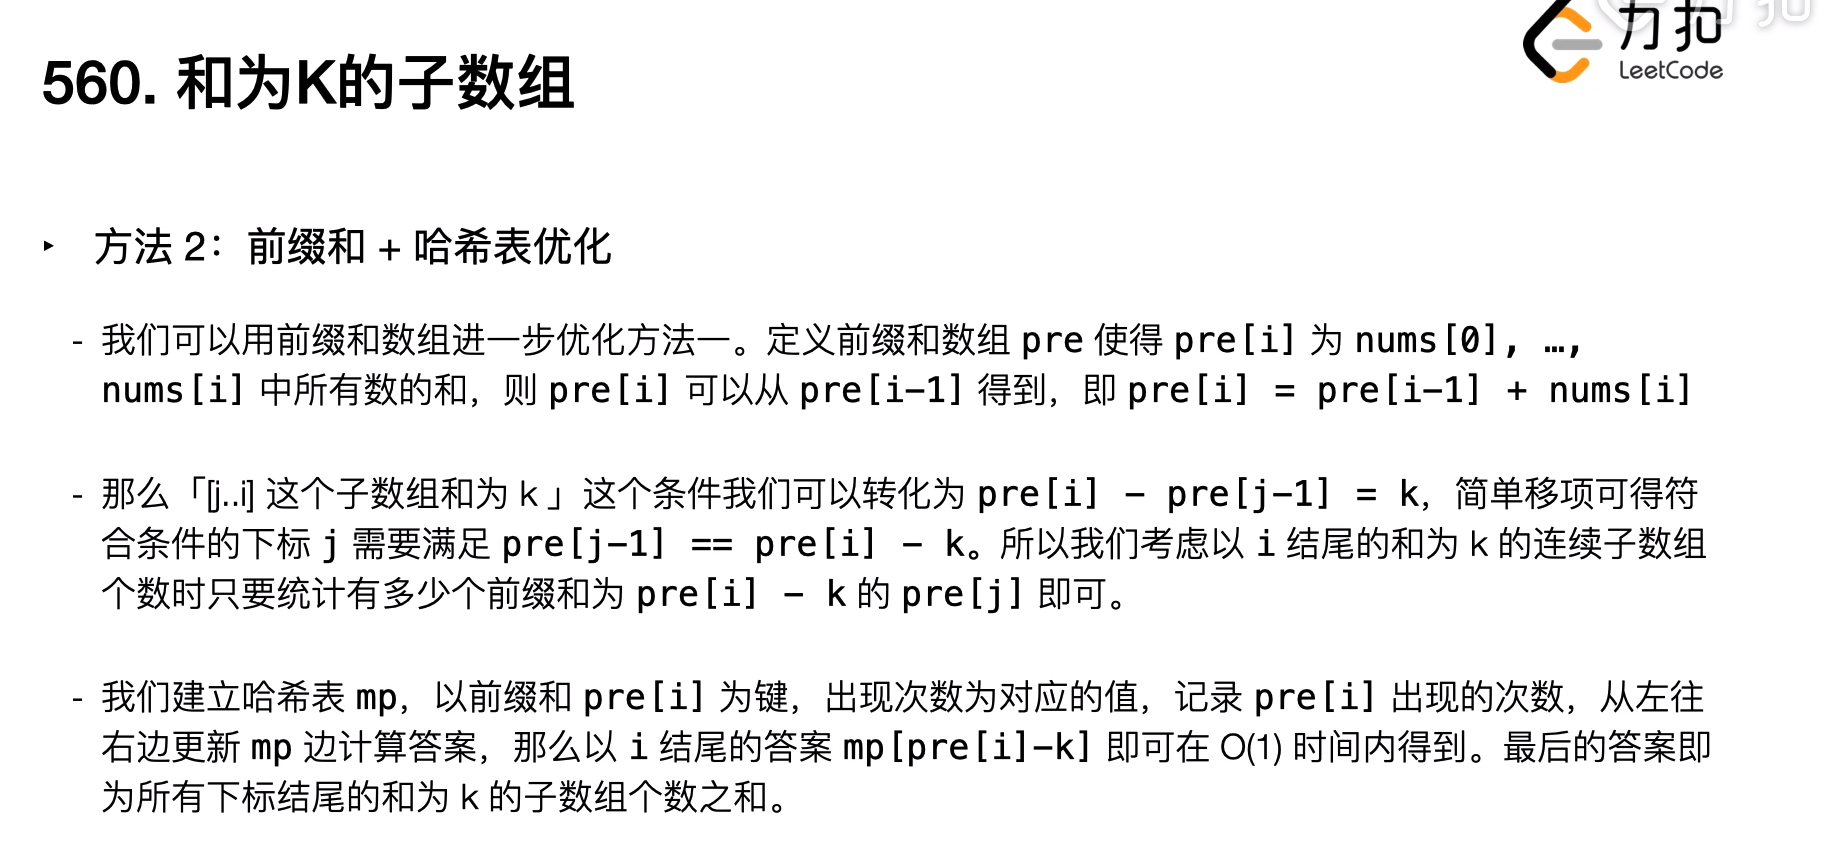 力扣
力扣
LeetCode
560. 和为K的子数组
‣ 方法 2：前缀和 + 哈希表优化
- 我们可以用前缀和数组进一步优化方法一。定义前缀和数组 pre 使得 pre[i] 为 nums[0], …,
nums[i] 中所有数的和，则 pre[i] 可以从 pre[i-1] 得到，即 pre[i] = pre[i-1] + nums[i]
- 那么「[j..i] 这个子数组和为 k 」这个条件我们可以转化为 pre[i] - pre[j-1] = k，简单移项可得符
合条件的下标 j 需要满足 pre[j-1] == pre[i] - k。所以我们考虑以 i 结尾的和为 k 的连续子数组
个数时只要统计有多少个前缀和为 pre[i] - k 的 pre[j] 即可。
- 我们建立哈希表 mp，以前缀和 pre[i] 为键，出现次数为对应的值，记录 pre[i] 出现的次数，从左往
右边更新 mp 边计算答案，那么以 i 结尾的答案 mp[pre[i]-k] 即可在 O(1) 时间内得到。最后的答案即
为所有下标结尾的和为 k 的子数组个数之和。